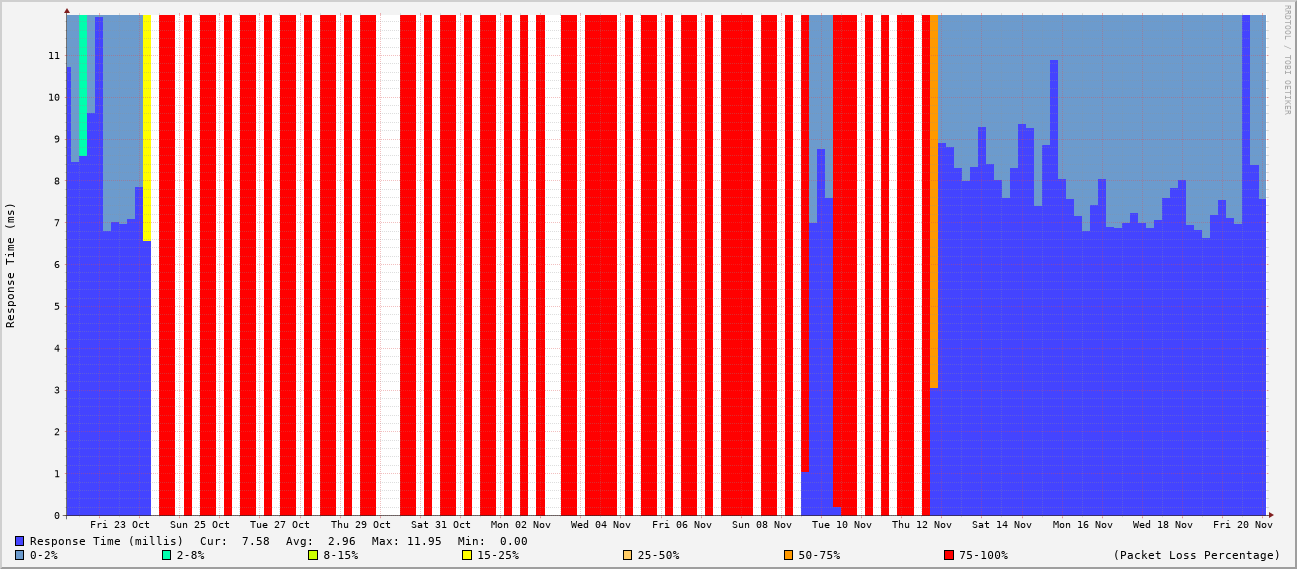 RRDTOOL / TOBI OETIKER
Response Time (ms)
11
10
9
8
7
6
5
4
3
2
1
0
Fri 23 Oct Sun 25 Oct Tue 27 Oct Thu 29 Oct Sat 31 Oct Mon 02 Nov Wed 04 Nov Fri 06 Nov Sun 08 Nov Tue 10 Nov Thu 12 Nov Sat 14 Nov Mon 16 Nov Wed 18 Nov Fri 20 Nov
Response Time (millis) Cur: 7.58 Avg: 2.96 Max: 11.95 Min: 0.00
0-2% 2-8% 8-15% 15-25% 25-50% 50-75% 75-100% (Packet Loss Percentage)